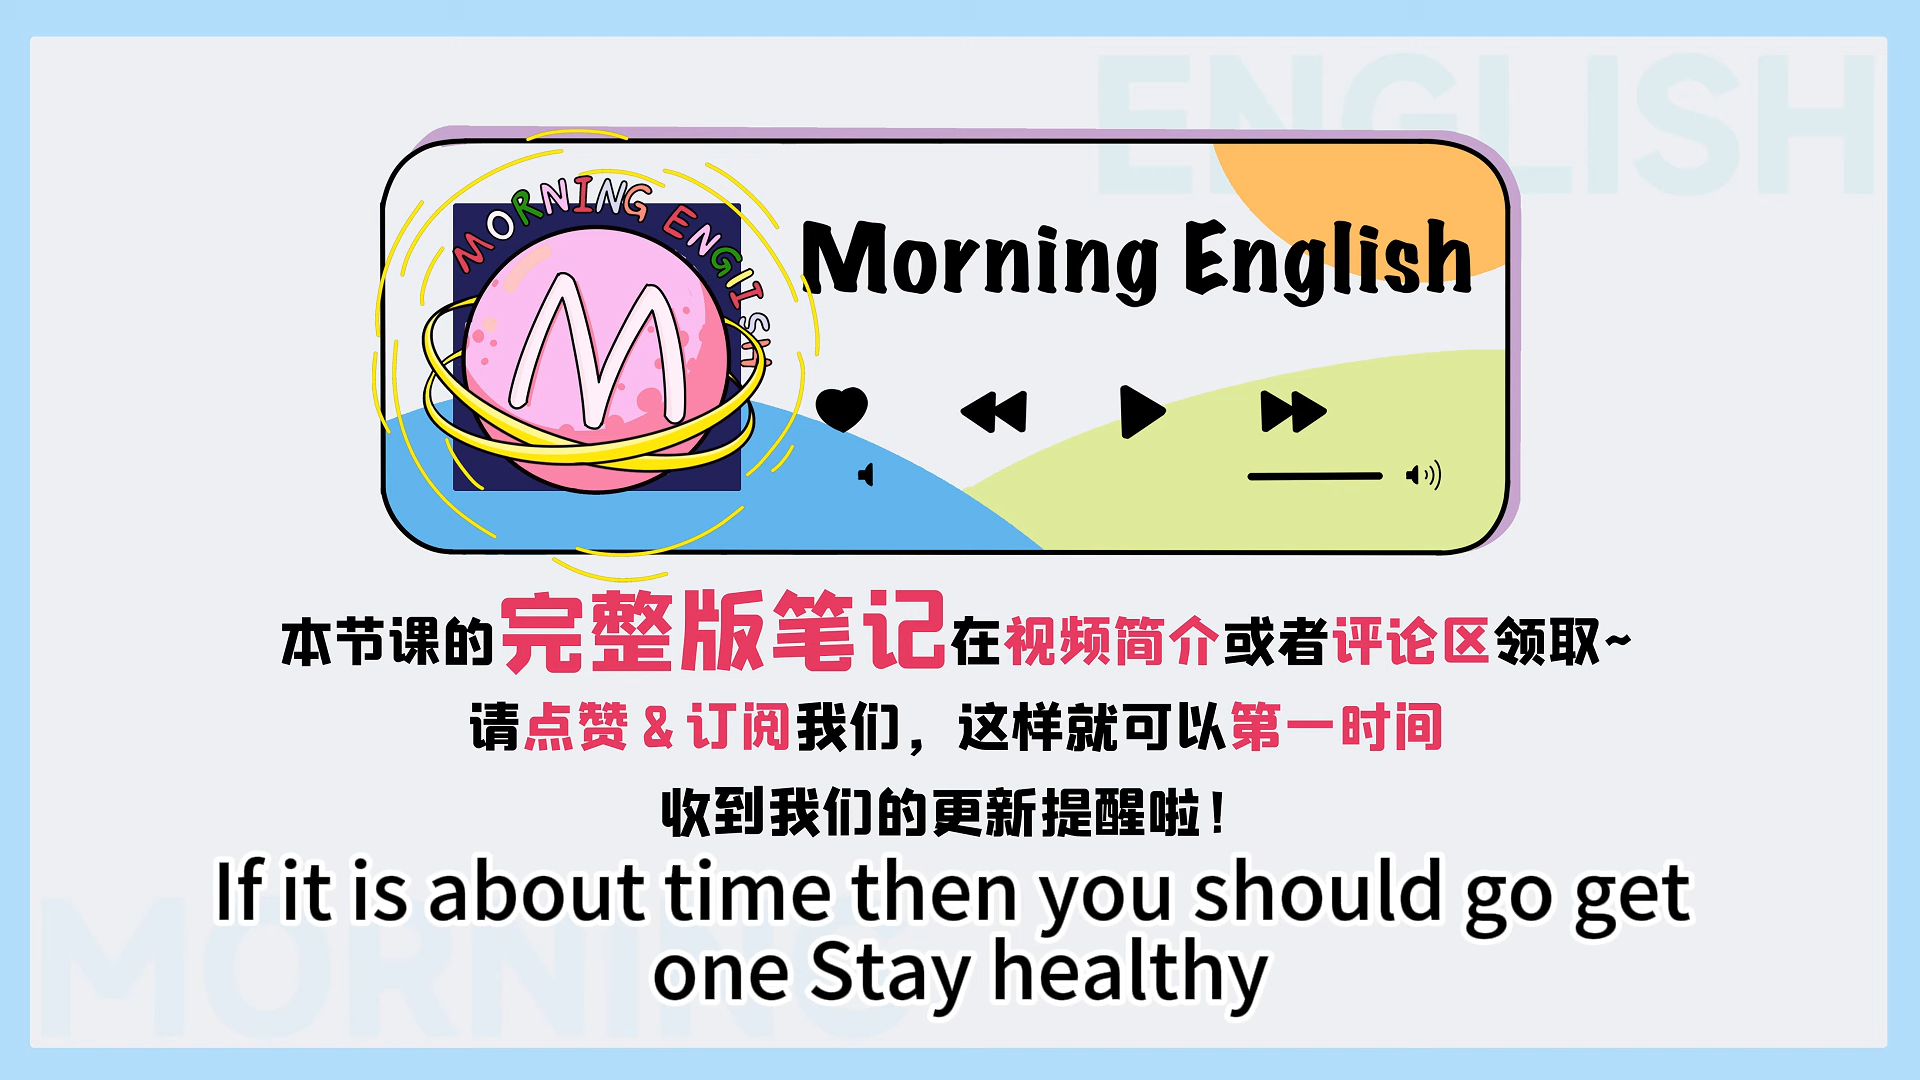 ENGLISH
MORNING ENGLISH
M
Morning English
本节课的完整版笔记在视频简介或者评论区领取~
请点赞&订阅我们，这样就可以第一时间
收到我们的更新提醒啦！
If it is about time then you should go get
one Stay healthy
MORNING